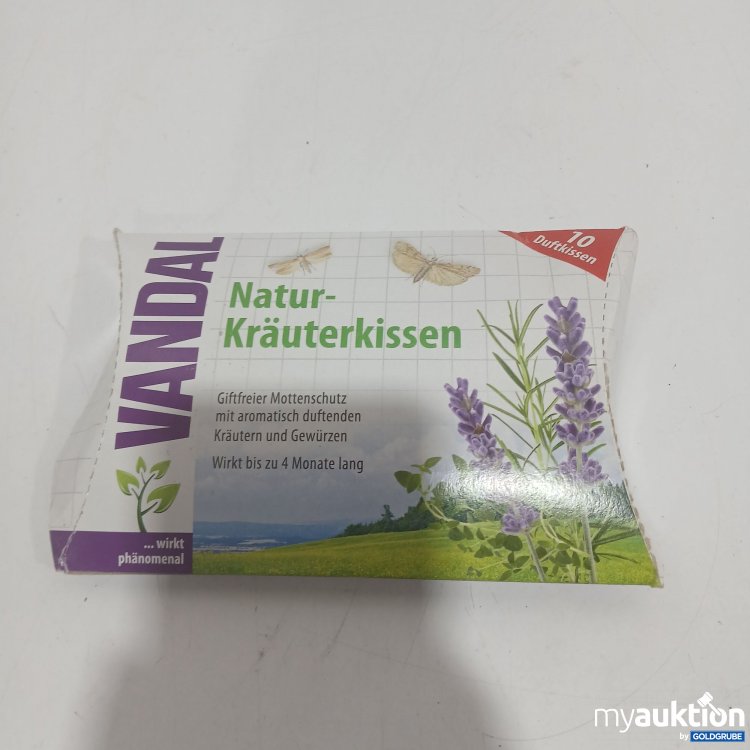 VANDAL
10
Duftkissen
Natur-
Kräuterkissen
Giftfreier Mottenschutz
mit aromatisch duftenden
Kräutern und Gewürzen
Wirkt bis zu 4 Monate lang
... wirkt
phänomenal
myauktion
by GOLDGRUBE